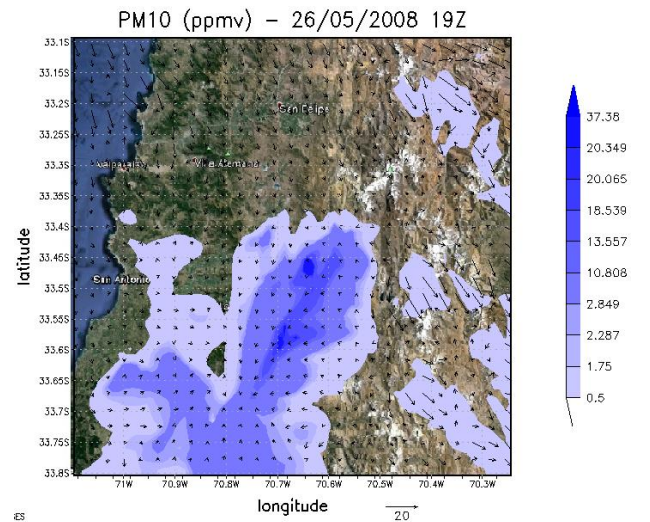 PM10 (ppmv) - 26/05/2008 19Z
33.1S
33.15S
33.2S
33.25S
33.3S
33.35S
33.4S
33.45S
33.5S
33.55S
33.6S
33.65S
33.7S
33.75S
33.8S
latitude
San Felipe
Valparaiso
Villa Alemana
San Antonio
71W
70.9W
70.8W
70.7W
70.6W
70.5W
70.4W
70.3W
longitude
20
37.38
20.349
20.065
18.539
13.557
10.808
2.849
2.287
1.75
0.5